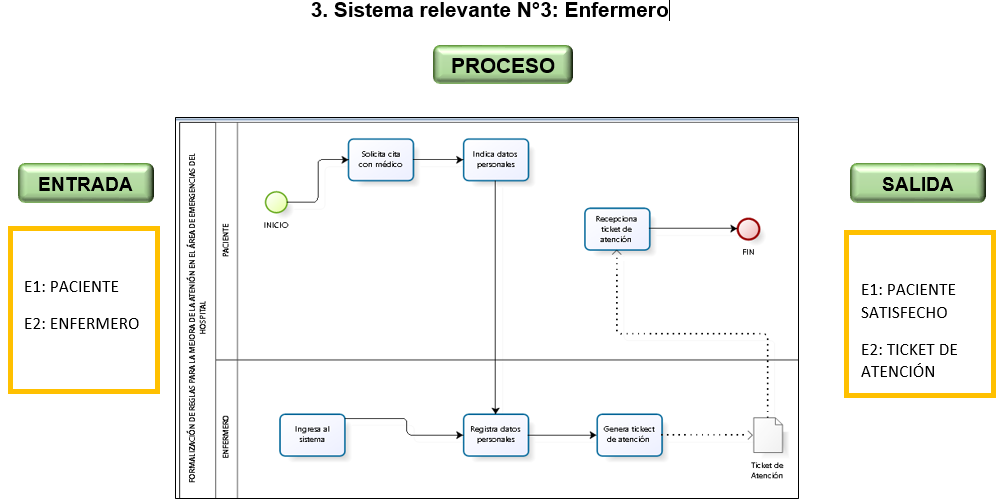 3. Sistema relevante N°3: Enfermero
PROCESO
ENTRADA
E1: PACIENTE
E2: ENFERMERO
FORMALIZACIÓN DE REGLAS PARA LA MEJORA DE LA ATENIÓN EN EL ÁREA DE EMERGENCIAS DEL
HOSPITAL
PACIENTE
INICIO
Solicita cita
con médico
Indica datos
personales
Recepciona
ticket de
atención
FIN
ENFERMERO
Ingresa al
sistema
Registra datos
personales
Genera tickect
de atención
Ticket de
Atención
SALIDA
E1: PACIENTE
SATISFECHO
E2: TICKET DE
ATENCIÓN